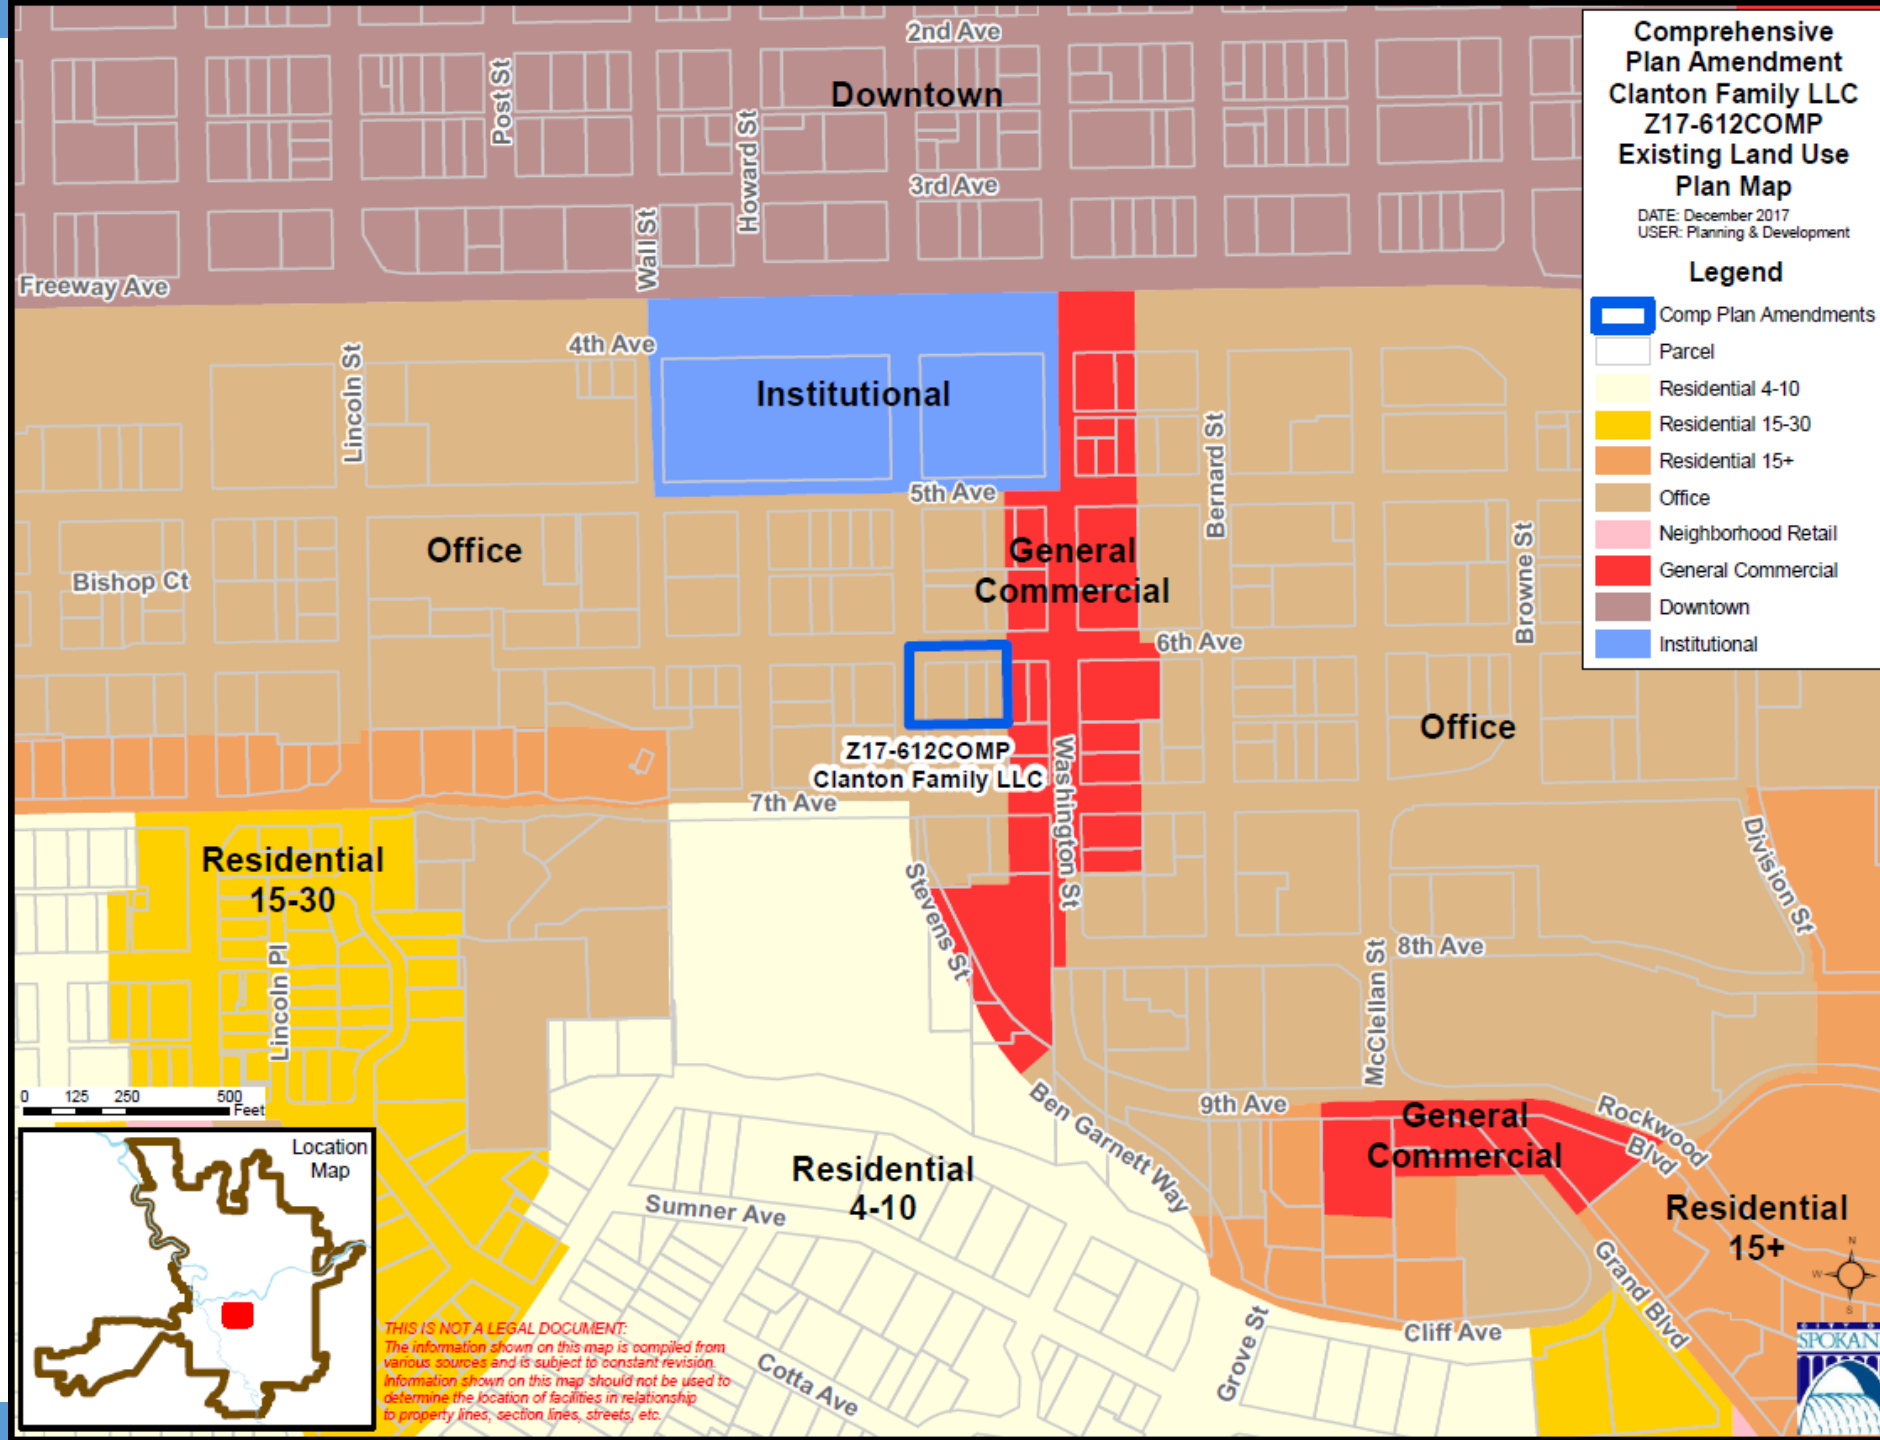 2nd Ave
Downtown
Post St
Howard St
3rd Ave
Wall St
Freeway Ave
4th Ave
Lincoln St
Institutional
Bernard St
5th Ave
Office
General
Commercial
Bishop Ct
Browne St
6th Ave
Office
Z17-612COMP
Clanton Family LLC
Washington St
7th Ave
Residential
15-30
Stevens St
Division St
Lincoln Pl
McClellan St
8th Ave
Ben Garnett Way
9th Ave
General
Commercial
Rockwood
Blvd
Residential
4-10
Sumner Ave
Residential
15+
Grand Blvd
Grove St
Cliff Ave
Cotta Ave
Comprehensive
Plan Amendment
Clanton Family LLC
Z17-612COMP
Existing Land Use
Plan Map
DATE: December 2017
USER: Planning & Development
Legend
Comp Plan Amendments
Parcel
Residential 4-10
Residential 15-30
Residential 15+
Office
Neighborhood Retail
General Commercial
Downtown
Institutional
0 125 250 500
Feet
Location
Map
THIS IS NOT A LEGAL DOCUMENT:
The information shown on this map is compiled from
various sources and is subject to constant revision.
Information shown on this map should not be used to
determine the location of facilities in relationship
to property lines, section lines, streets, etc.
N
W
S
CITY O
SPOKAN